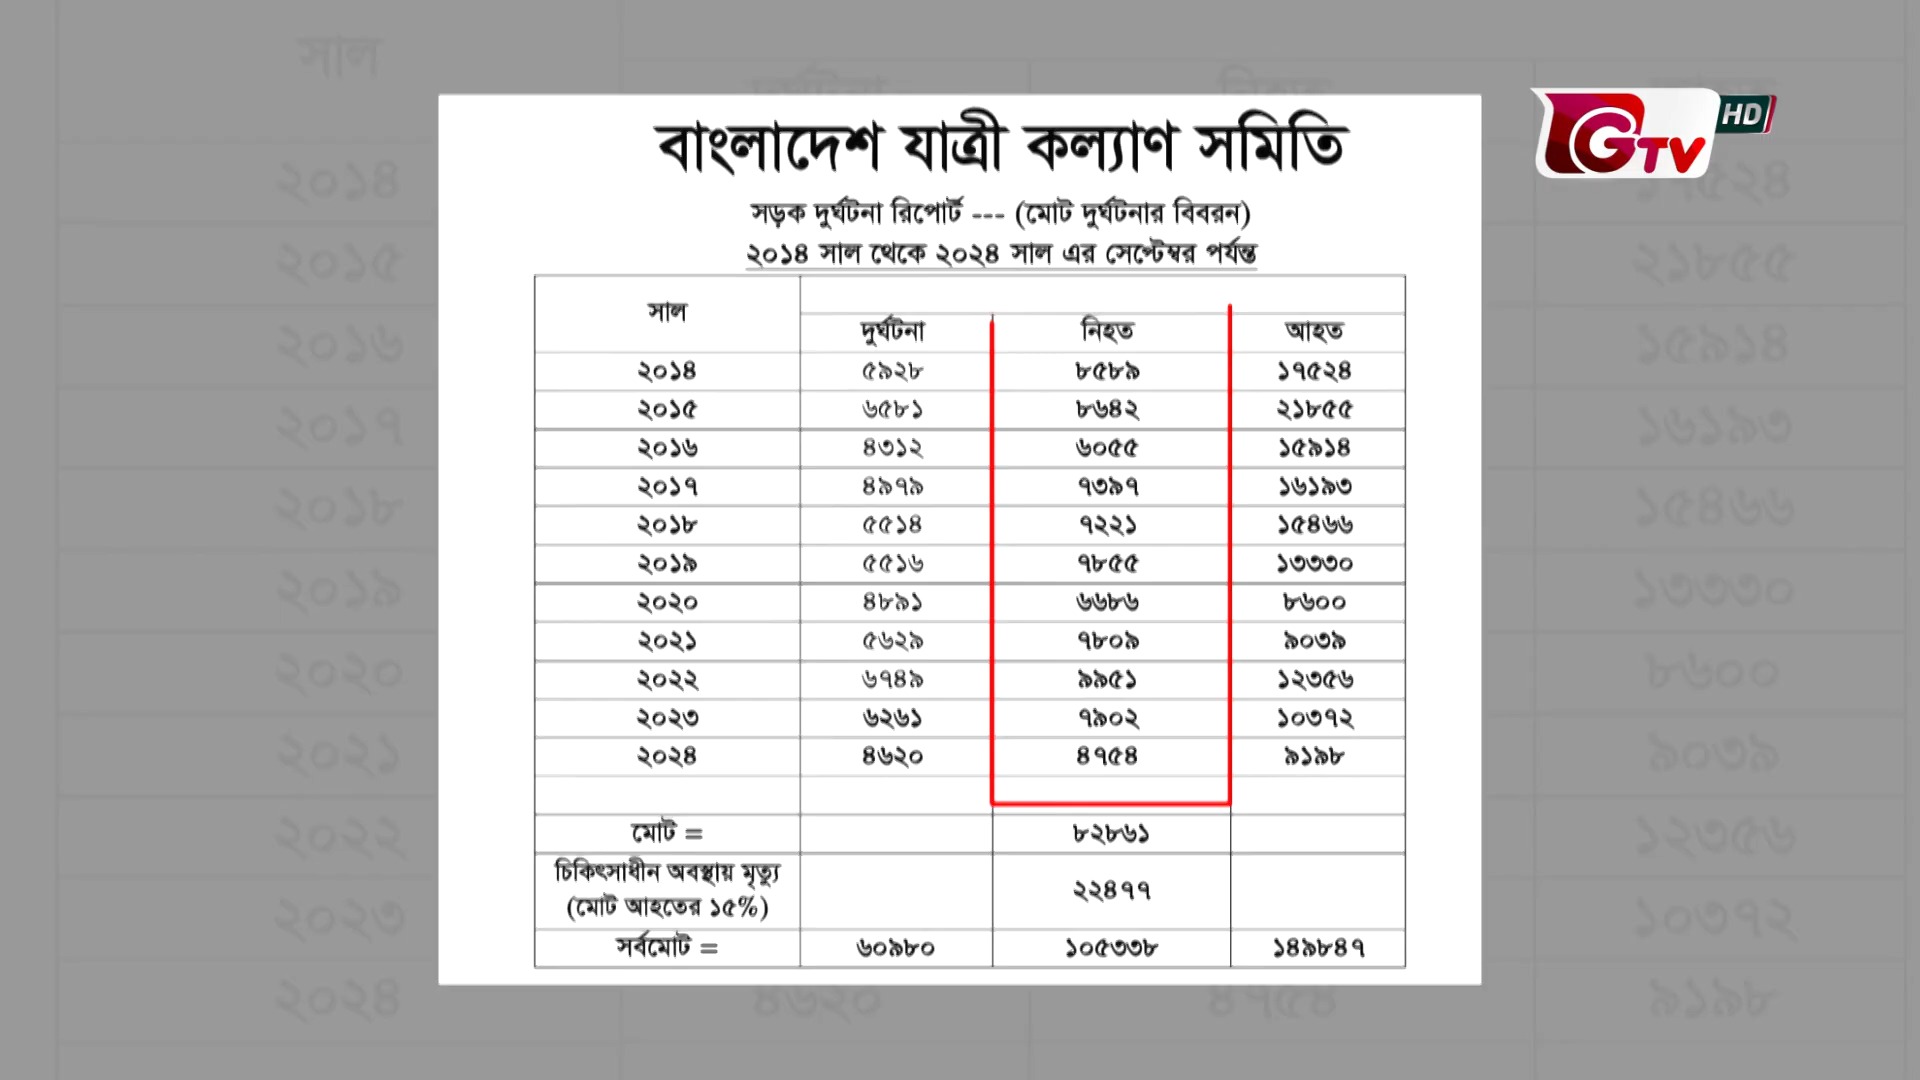 GTV HD
বাংলাদেশ যাত্রী কল্যাণ সমিতি
সড়ক দুর্ঘটনা রিপোর্ট --- (মোট দুর্ঘটনার বিবরন)
২০১৪ সাল থেকে ২০২৪ সাল এর সেপ্টেম্বর পর্যন্ত
সাল দুর্ঘটনা নিহত আহত
২০১৪ ৫৯২৮ ৮৫৮৯ ১৭৫২৪
২০১৫ ৬৫৮১ ৮৬৪২ ২১৮৫৫
২০১৬ ৪৩১২ ৬০৫৫ ১৫৯১৪
২০১৭ ৪৯৭৯ ৭৩৯৭ ১৬১৯৩
২০১৮ ৫৫১৪ ৭২২১ ১৫৪৬৬
২০১৯ ৫৫১৬ ৭৮৫৫ ১৩৩৩০
২০২০ ৪৮৯১ ৬৬৮৬ ৮৬০০
২০২১ ৫৬২৯ ৭৮০৯ ৯০৩৯
২০২২ ৬৭৪৯ ৯৯৫১ ১২৩৫৬
২০২৩ ৬২৬১ ৭৯০২ ১০৩৭২
২০২৪ ৪৬২০ ৪৭৫৪ ৯১৯৮
মোট = ৮২৮৬১
চিকিৎসাধীন অবস্থায় মৃত্যু
(মোট আহতের ১৫%) ২২৪৭৭
সর্বমোট = ৬০৯৮০ ১০৫৩৩৮ ১৪৯৮৪৭